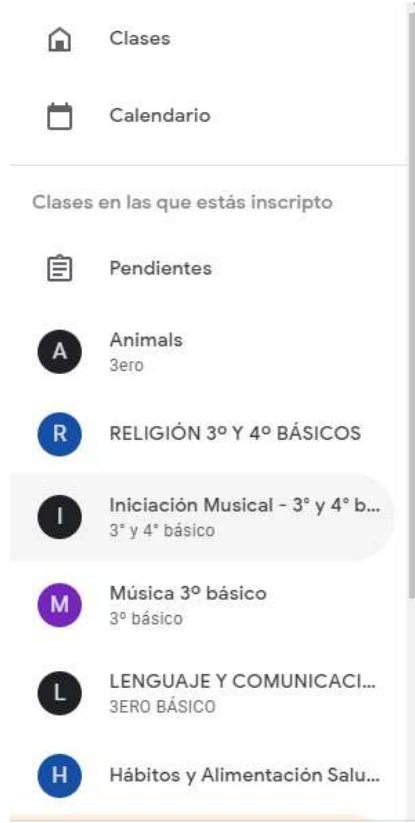 Clases
Calendario
Clases en las que estás inscripto
Pendientes
A
Animals
3ero
R
RELIGIÓN 3º Y 4º BÁSICOS
I
Iniciación Musical - 3° y 4° b...
3° y 4° básico
M
Música 3º básico
3º básico
L
LENGUAJE Y COMUNICACI...
3ERO BÁSICO
H
Hábitos y Alimentación Salu...